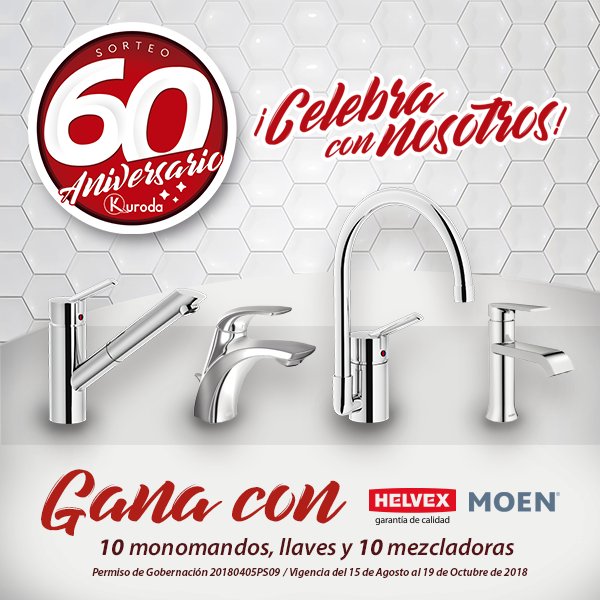 SORTEO
60
Aniversario
Kuroda
¡Celebra
con nosotros!
Gana con
HELVEX
garantía de calidad
MOEN®
10 monomandos, llaves y 10 mezcladoras
Permiso de Gobernación 20180405PS09 / Vigencia del 15 de Agosto al 19 de Octubre de 2018